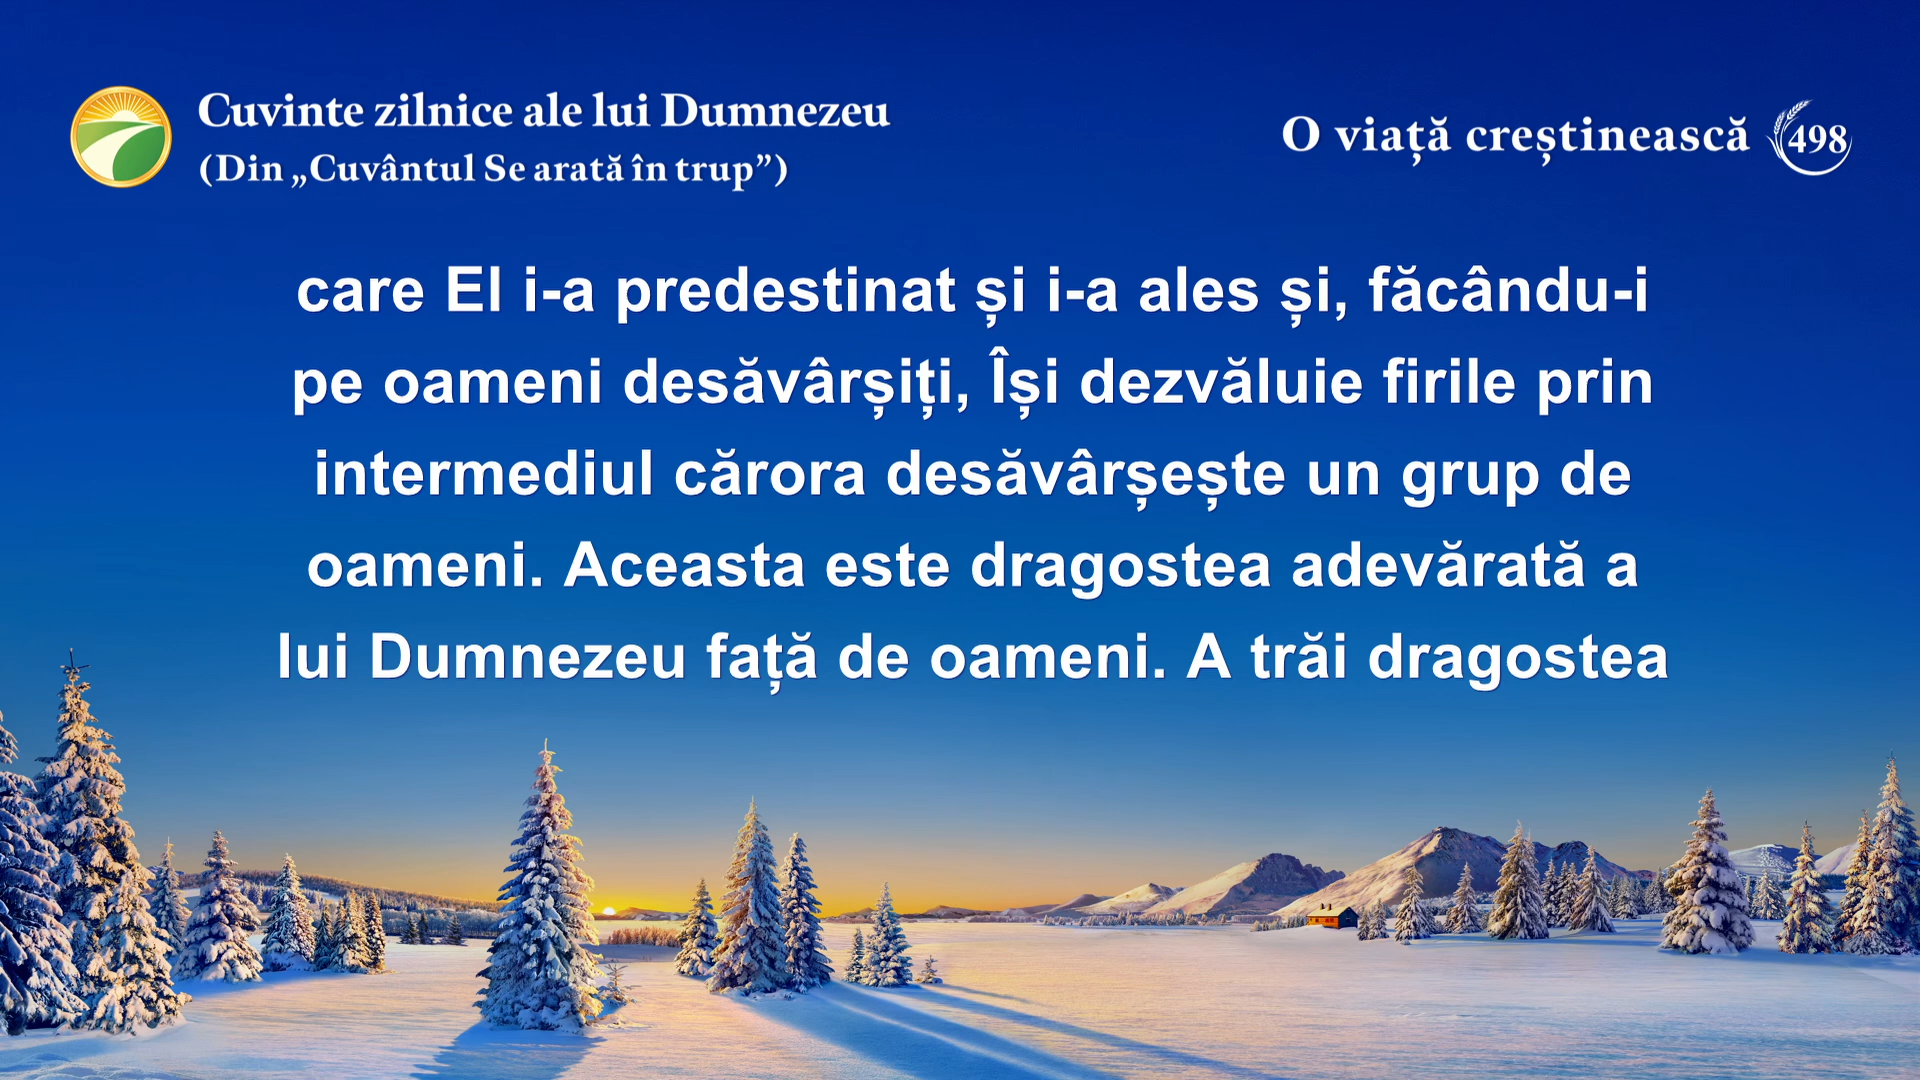 Cuvinte zilnice ale lui Dumnezeu
(Din „Cuvântul Se arată în trup”)
O viață creștinească 498
care El i-a predestinat și i-a ales și, făcându-i
pe oameni desăvârșiți, Își dezvăluie firile prin
intermediul cărora desăvârșește un grup de
oameni. Aceasta este dragostea adevărată a
lui Dumnezeu față de oameni. A trăi dragostea